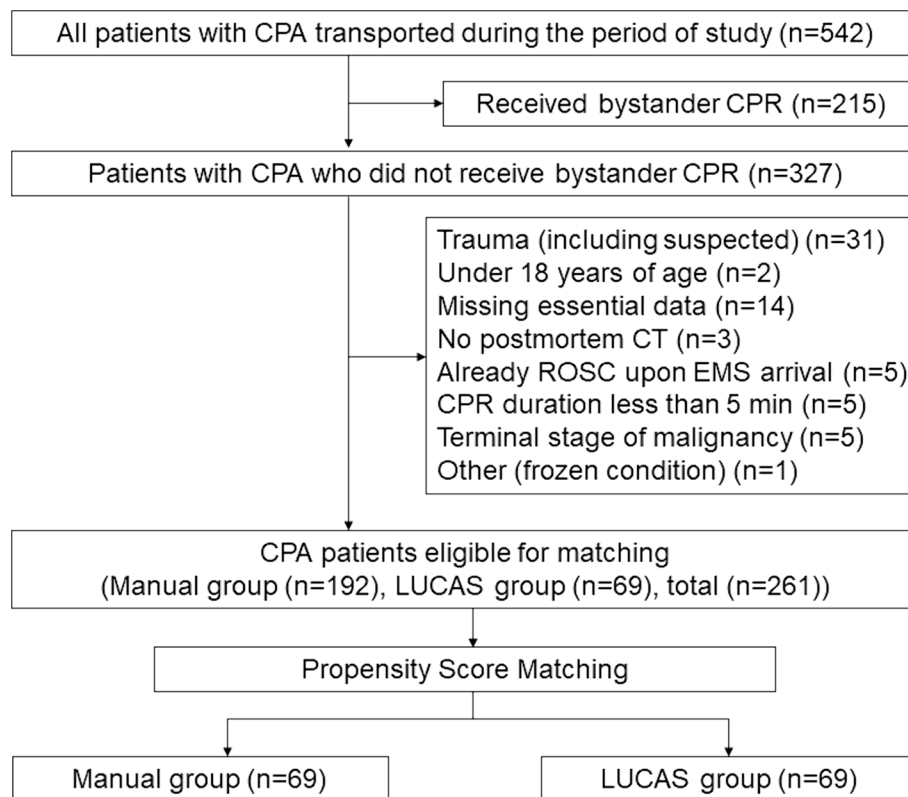 All patients with CPA transported during the period of study (n=542)
Received bystander CPR (n=215)
Patients with CPA who did not receive bystander CPR (n=327)
Trauma (including suspected) (n=31)
Under 18 years of age (n=2)
Missing essential data (n=14)
No postmortem CT (n=3)
Already ROSC upon EMS arrival (n=5)
CPR duration less than 5 min (n=5)
Terminal stage of malignancy (n=5)
Other (frozen condition) (n=1)
CPA patients eligible for matching
(Manual group (n=192), LUCAS group (n=69), total (n=261))
Propensity Score Matching
Manual group (n=69)
LUCAS group (n=69)